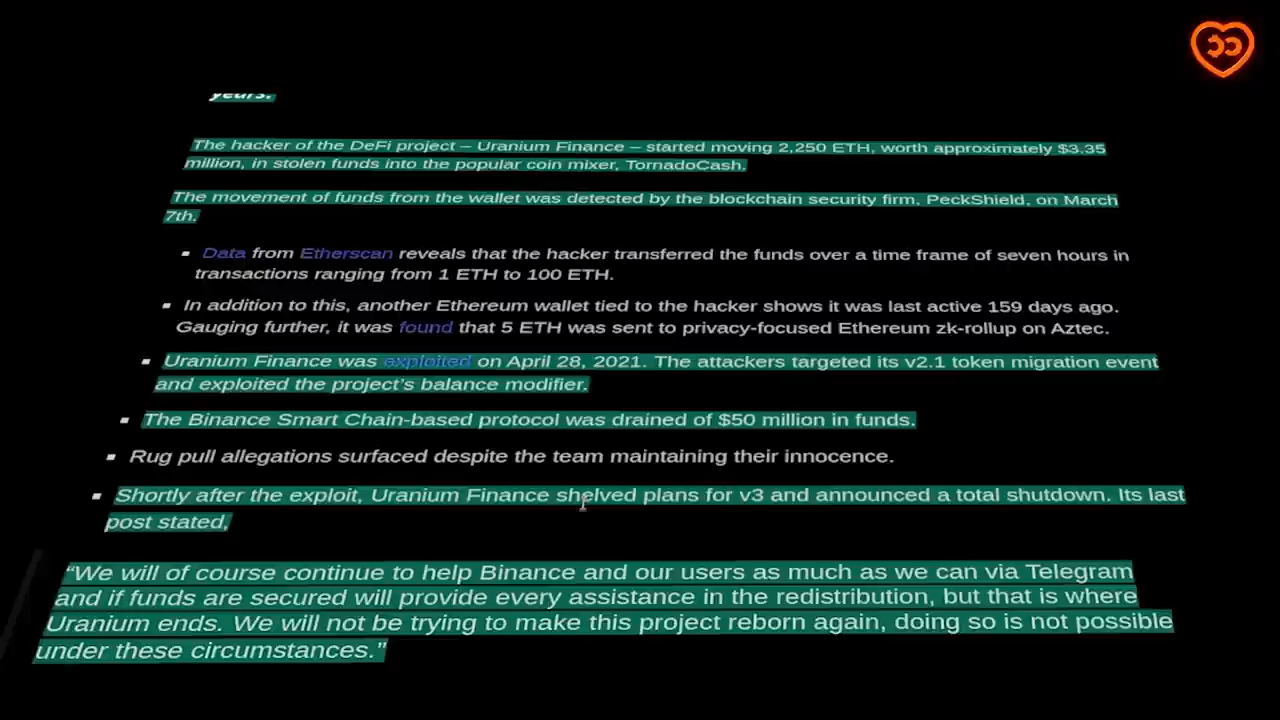 years.
The hacker of the DeFi project – Uranium Finance – started moving 2,250 ETH, worth approximately $3.35
million, in stolen funds into the popular coin mixer, TornadoCash.
The movement of funds from the wallet was detected by the blockchain security firm, PeckShield, on March
7th.
▪ Data from Etherscan reveals that the hacker transferred the funds over a time frame of seven hours in
transactions ranging from 1 ETH to 100 ETH.
▪ In addition to this, another Ethereum wallet tied to the hacker shows it was last active 159 days ago.
Gauging further, it was found that 5 ETH was sent to privacy-focused Ethereum zk-rollup on Aztec.
▪ Uranium Finance was exploited on April 28, 2021. The attackers targeted its v2.1 token migration event
and exploited the project's balance modifier.
▪ The Binance Smart Chain-based protocol was drained of $50 million in funds.
▪ Rug pull allegations surfaced despite the team maintaining their innocence.
▪ Shortly after the exploit, Uranium Finance shelved plans for v3 and announced a total shutdown. Its last
post stated,
“We will of course continue to help Binance and our users as much as we can via Telegram
and if funds are secured will provide every assistance in the redistribution, but that is where
Uranium ends. We will not be trying to make this project reborn again, doing so is not possible
under these circumstances.”